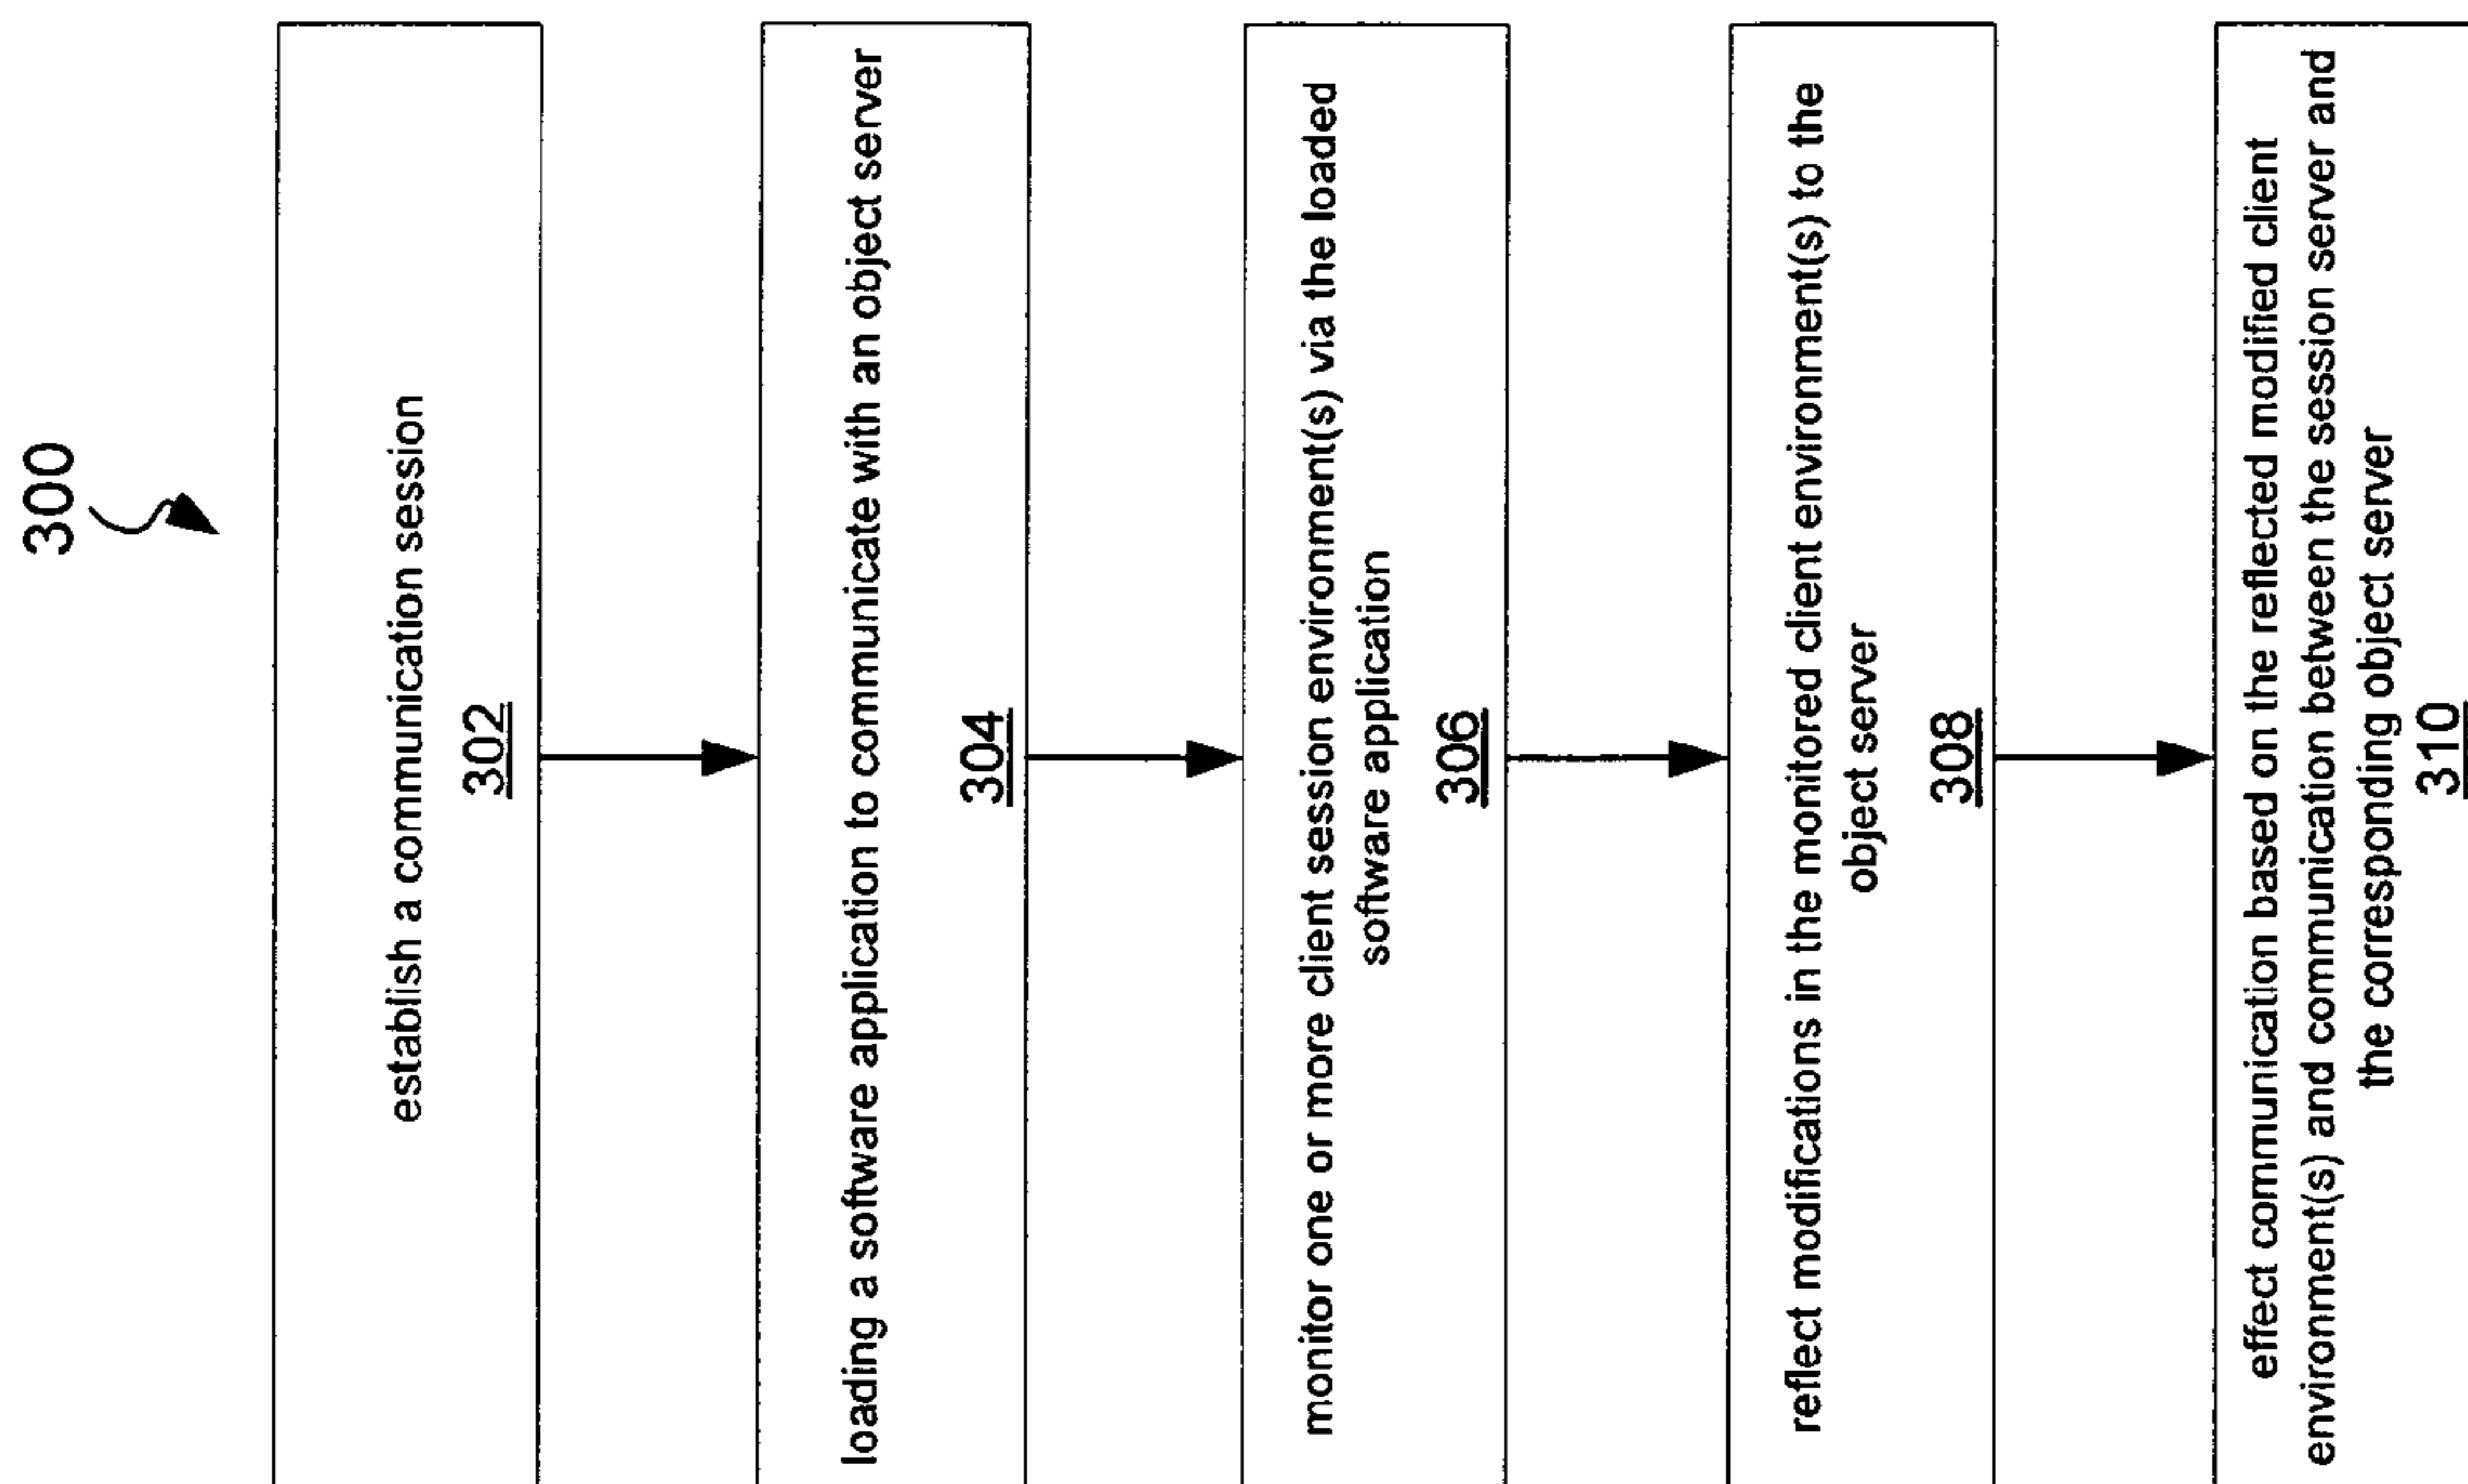 300
establish a communication session
302
loading a software application to communicate with an object server
304
monitor one or more client session environment(s) via the loaded
software application
306
reflect modifications in the monitored client environment(s) to the
object server
308
effect communication based on the reflected modified client
environment(s) and communication between the session server and
the corresponding object server
310